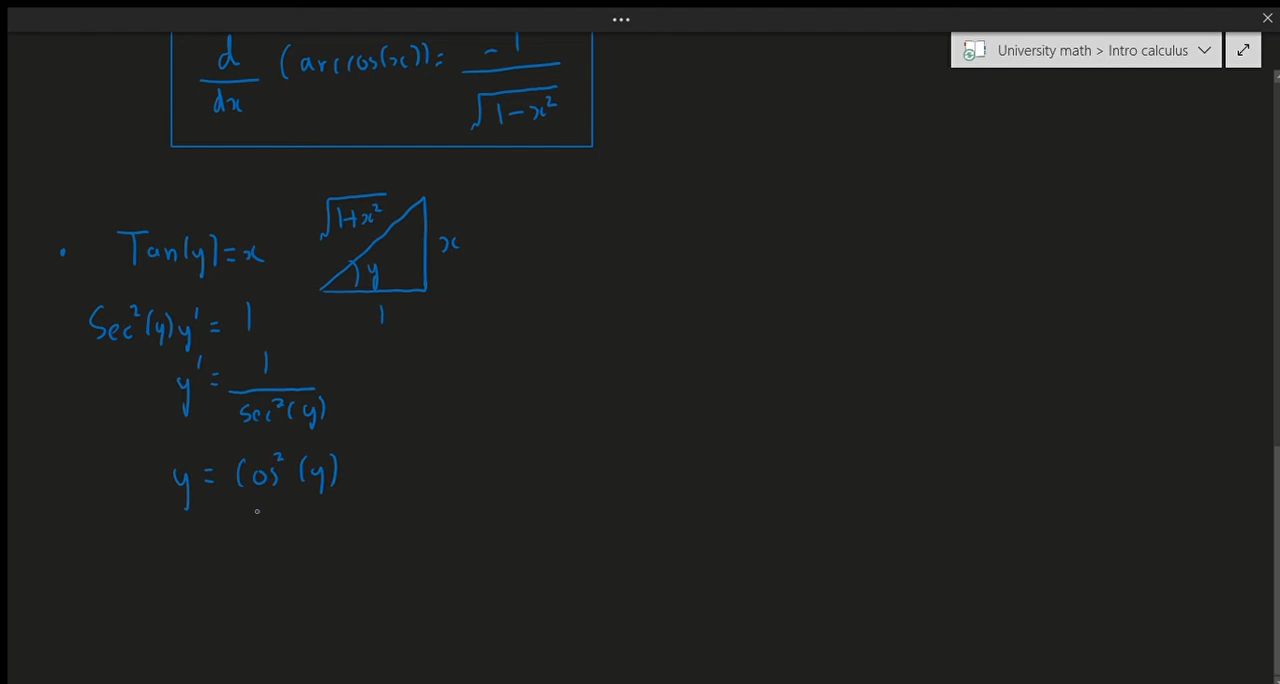 University math > Intro calculus
d/dx (arccos(x)) = -1/√(1-x²)
√(1+x²)
Tan(y) = x
x
y
1
Sec²(y)y' = 1
y' = 1/Sec²(y)
y = Cos²(y)